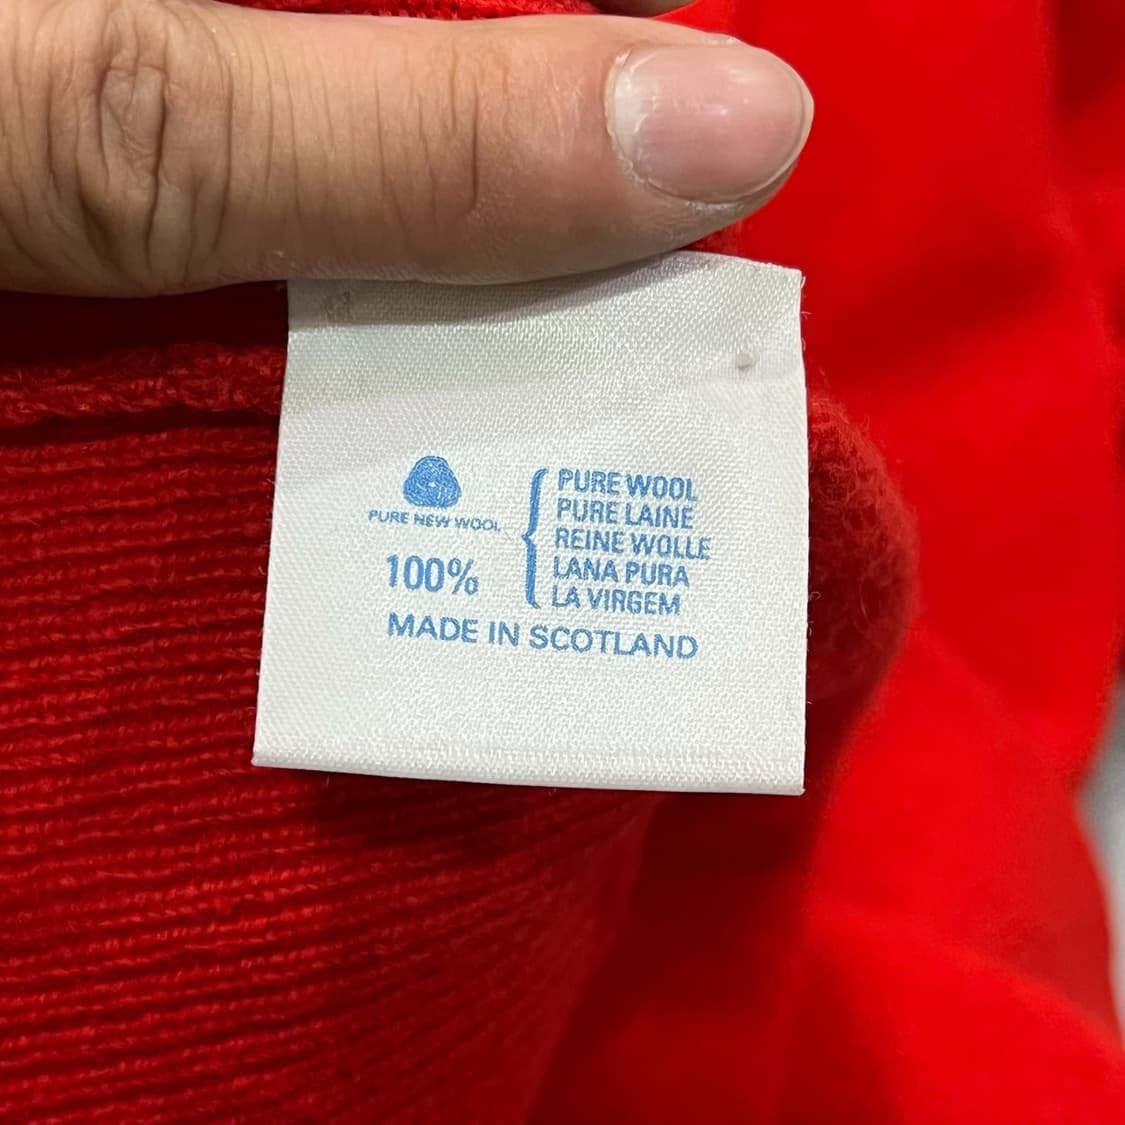 PURE NEW WOOL
100%
PURE WOOL
PURE LAINE
REINE WOLLE
LANA PURA
LA VIRGEM
MADE IN SCOTLAND